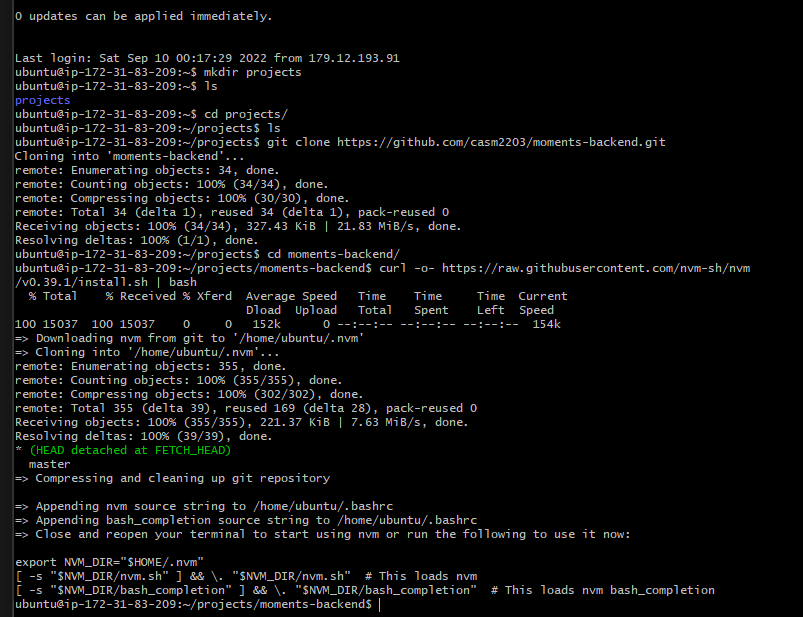 0 updates can be applied immediately.
Last login: Sat Sep 10 00:17:29 2022 from 179.12.193.91
ubuntu@ip-172-31-83-209:~$ mkdir projects
ubuntu@ip-172-31-83-209:~$ ls
projects
ubuntu@ip-172-31-83-209:~$ cd projects/
ubuntu@ip-172-31-83-209:~/projects$ ls
ubuntu@ip-172-31-83-209:~/projects$ git clone https://github.com/casm2203/moments-backend.git
Cloning into 'moments-backend'...
remote: Enumerating objects: 34, done.
remote: Counting objects: 100% (34/34), done.
remote: Compressing objects: 100% (30/30), done.
remote: Total 34 (delta 1), reused 34 (delta 1), pack-reused 0
Receiving objects: 100% (34/34), 327.43 KiB | 21.83 MiB/s, done.
Resolving deltas: 100% (1/1), done.
ubuntu@ip-172-31-83-209:~/projects$ cd moments-backend/
ubuntu@ip-172-31-83-209:~/projects/moments-backend$ curl -o- https://raw.githubusercontent.com/nvm-sh/nvm
/v0.39.1/install.sh | bash
  % Total    % Received % Xferd  Average Speed   Time    Time     Time  Current
                                 Dload  Upload   Total   Spent    Left  Speed
100 15037  100 15037    0     0   152k      0 --:--:-- --:--:-- --:--:--  154k
=> Downloading nvm from git to '/home/ubuntu/.nvm'
=> Cloning into '/home/ubuntu/.nvm'...
remote: Enumerating objects: 355, done.
remote: Counting objects: 100% (355/355), done.
remote: Compressing objects: 100% (302/302), done.
remote: Total 355 (delta 39), reused 169 (delta 28), pack-reused 0
Receiving objects: 100% (355/355), 221.37 KiB | 7.63 MiB/s, done.
Resolving deltas: 100% (39/39), done.
* (HEAD detached at FETCH_HEAD)
  master
=> Compressing and cleaning up git repository
=> Appending nvm source string to /home/ubuntu/.bashrc
=> Appending bash_completion source string to /home/ubuntu/.bashrc
=> Close and reopen your terminal to start using nvm or run the following to use it now:
export NVM_DIR="$HOME/.nvm"
[ -s "$NVM_DIR/nvm.sh" ] && \. "$NVM_DIR/nvm.sh"  # This loads nvm
[ -s "$NVM_DIR/bash_completion" ] && \. "$NVM_DIR/bash_completion"  # This loads nvm bash_completion
ubuntu@ip-172-31-83-209:~/projects/moments-backend$